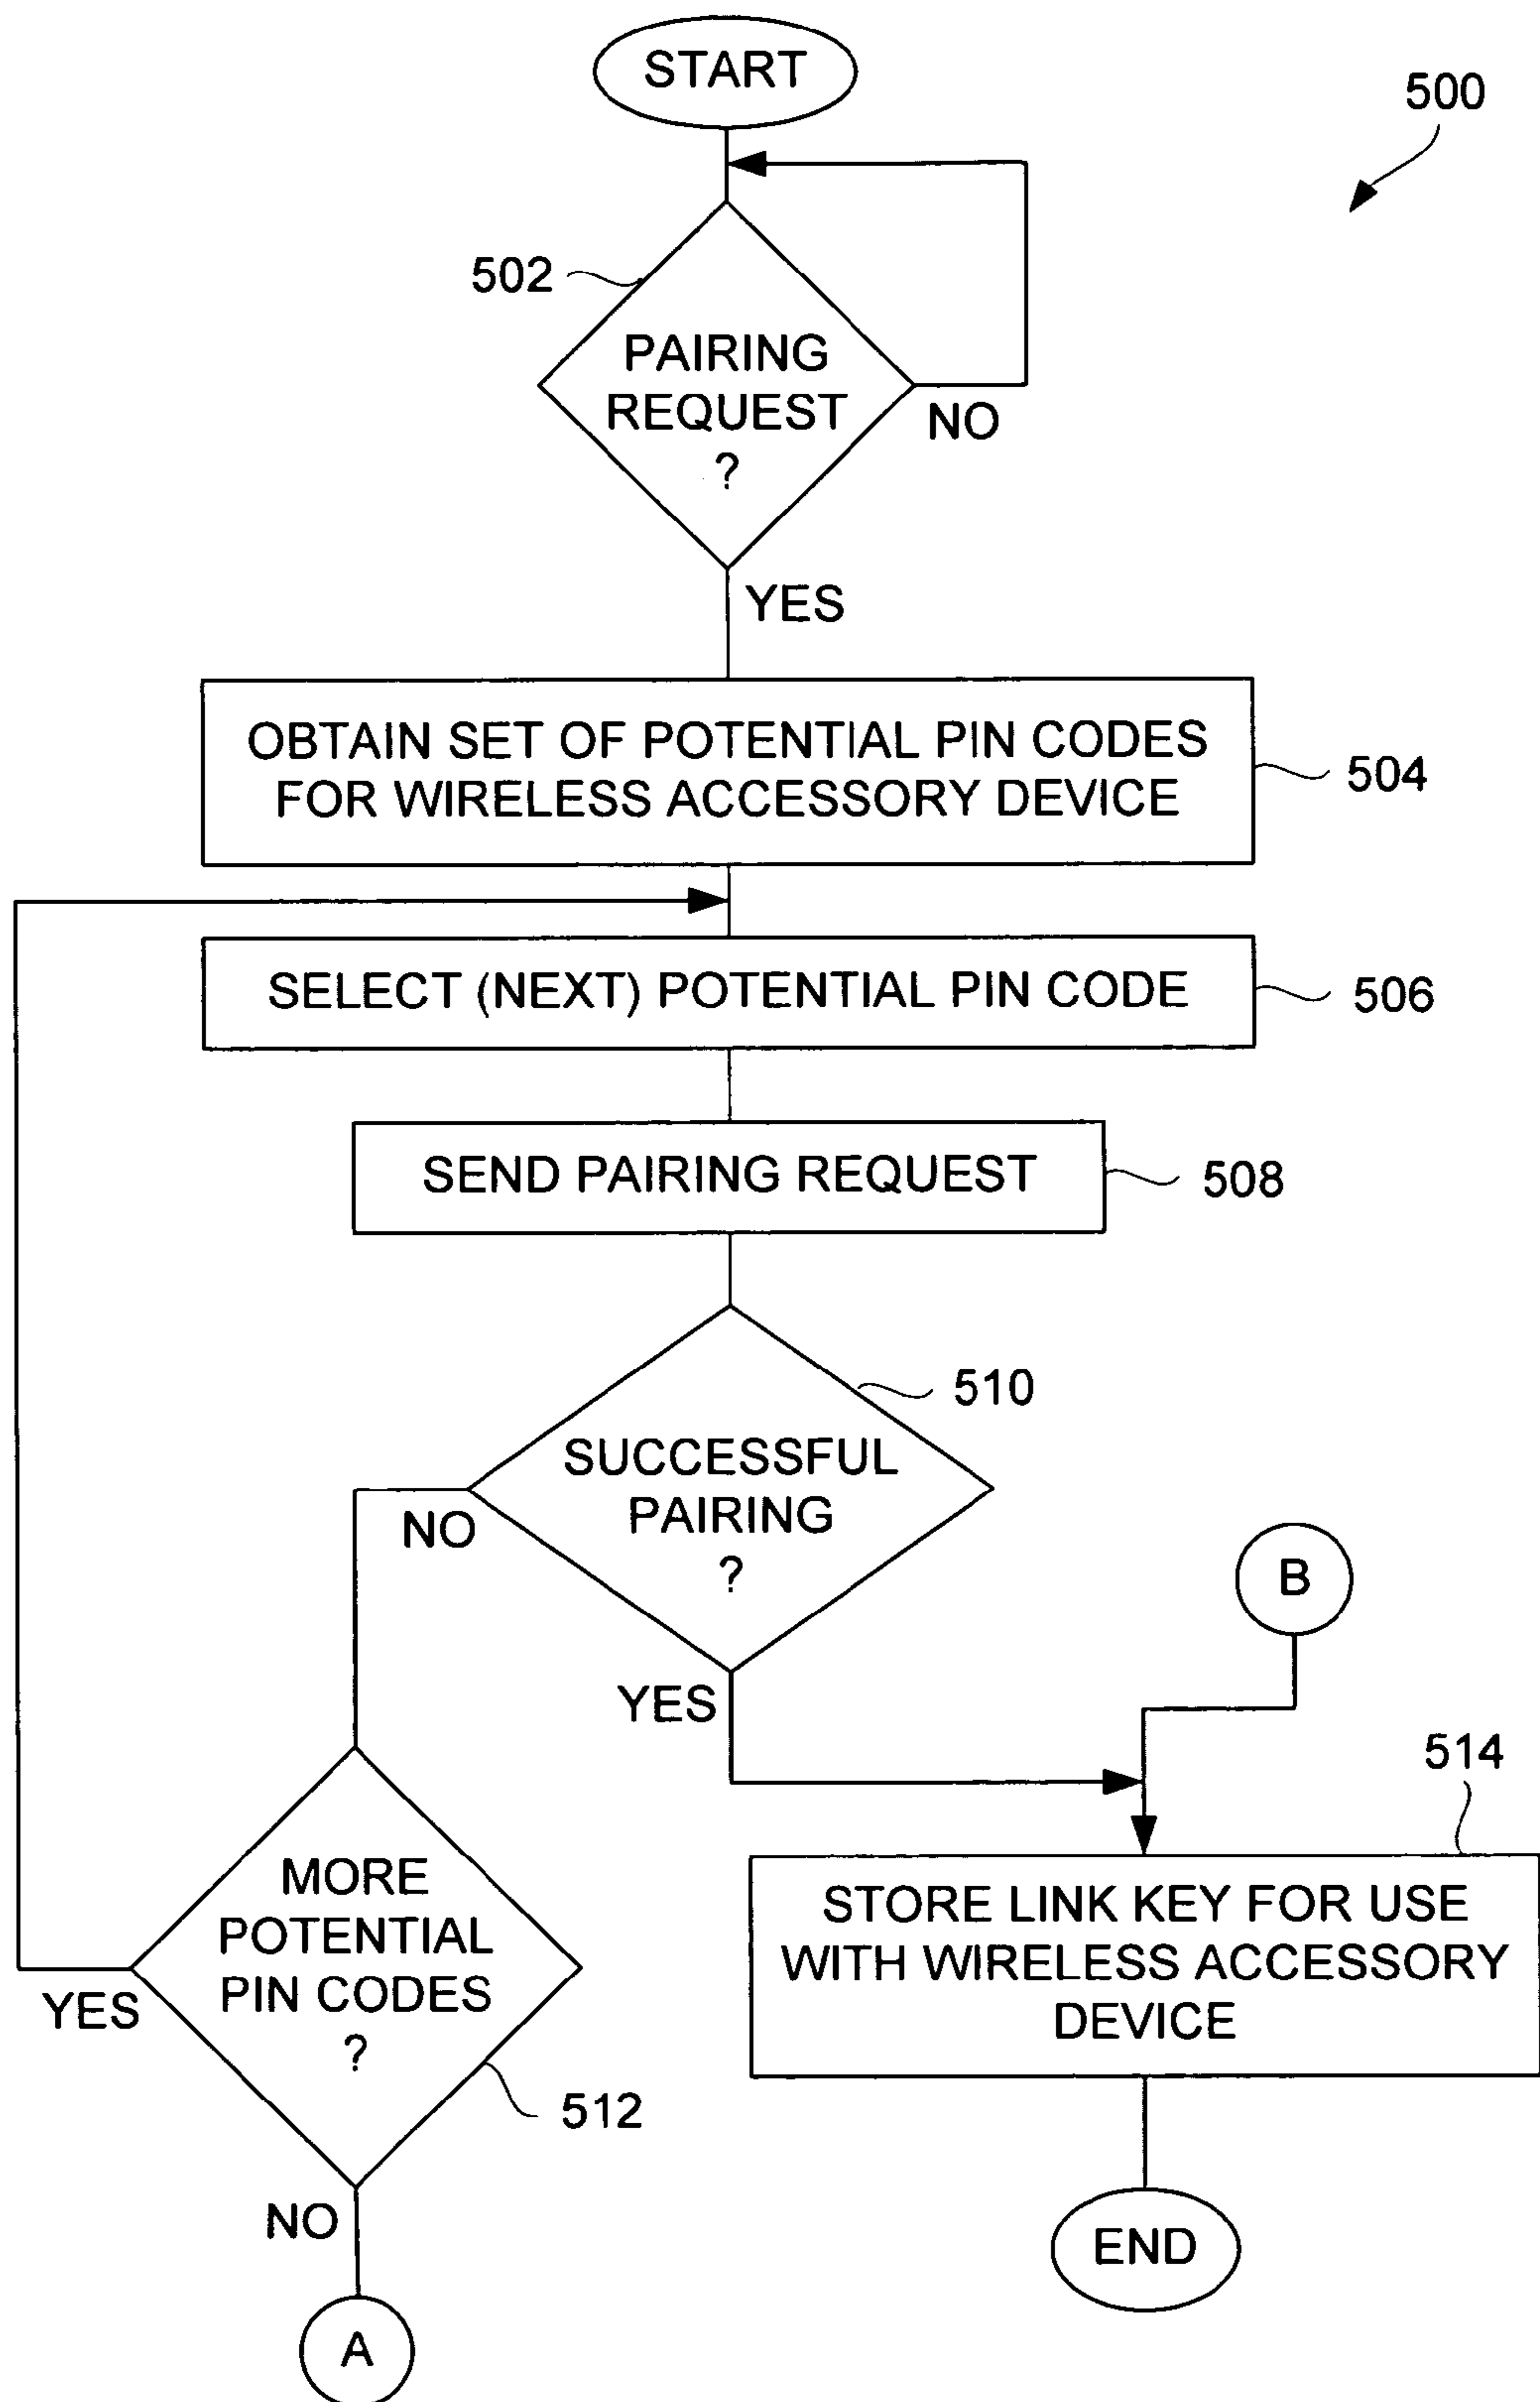 START
500
502
PAIRING
REQUEST
?
NO
YES
OBTAIN SET OF POTENTIAL PIN CODES
FOR WIRELESS ACCESSORY DEVICE
504
SELECT (NEXT) POTENTIAL PIN CODE
506
SEND PAIRING REQUEST
508
510
SUCCESSFUL
PAIRING
?
NO
YES
B
514
STORE LINK KEY FOR USE
WITH WIRELESS ACCESSORY
DEVICE
MORE
POTENTIAL
PIN CODES
?
YES
512
NO
END
A